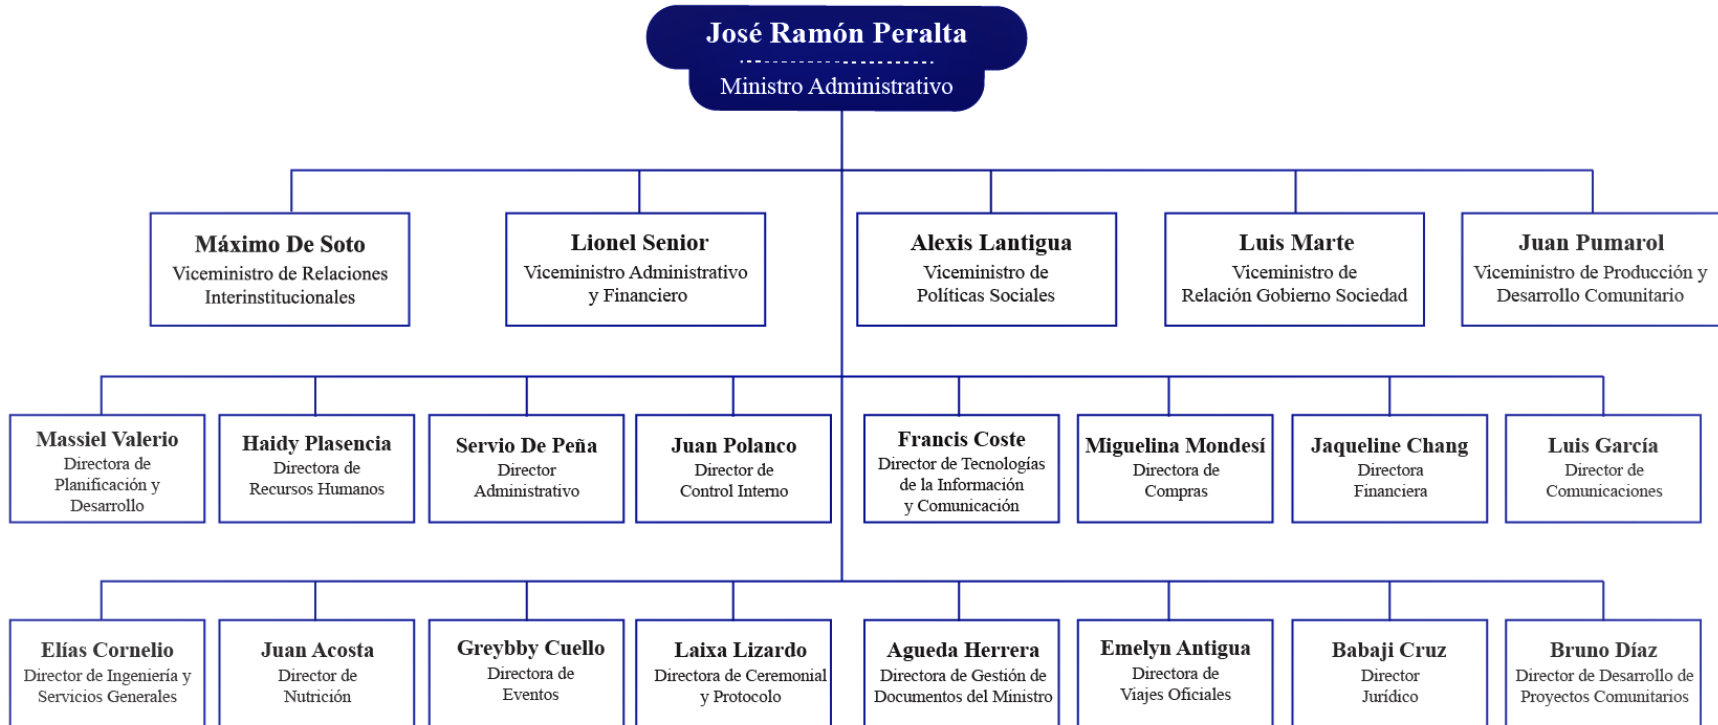 José Ramón Peralta
Ministro Administrativo
Máximo De Soto
Viceministro de Relaciones
Interinstitucionales
Lionel Senior
Viceministro Administrativo
y Financiero
Alexis Lantigua
Viceministro de
Políticas Sociales
Luis Marte
Viceministro de
Relación Gobierno Sociedad
Juan Pumarol
Viceministro de Producción y
Desarrollo Comunitario
Massiel Valerio
Directora de
Planificación y
Desarrollo
Haidy Plasencia
Directora de
Recursos Humanos
Servio De Peña
Director
Administrativo
Juan Polanco
Director de
Control Interno
Francis Coste
Director de Tecnologías
de la Información
y Comunicación
Miguelina Mondesí
Directora de
Compras
Jaqueline Chang
Directora
Financiera
Luis García
Director de
Comunicaciones
Elías Cornelio
Director de Ingeniería y
Servicios Generales
Juan Acosta
Director de
Nutrición
Greybby Cuello
Directora de
Eventos
Laixa Lizardo
Directora de Ceremonial
y Protocolo
Agueda Herrera
Directora de Gestión de
Documentos del Ministro
Emelyn Antigua
Directora de
Viajes Oficiales
Babaji Cruz
Director
Jurídico
Bruno Díaz
Director de Desarrollo de
Proyectos Comunitarios